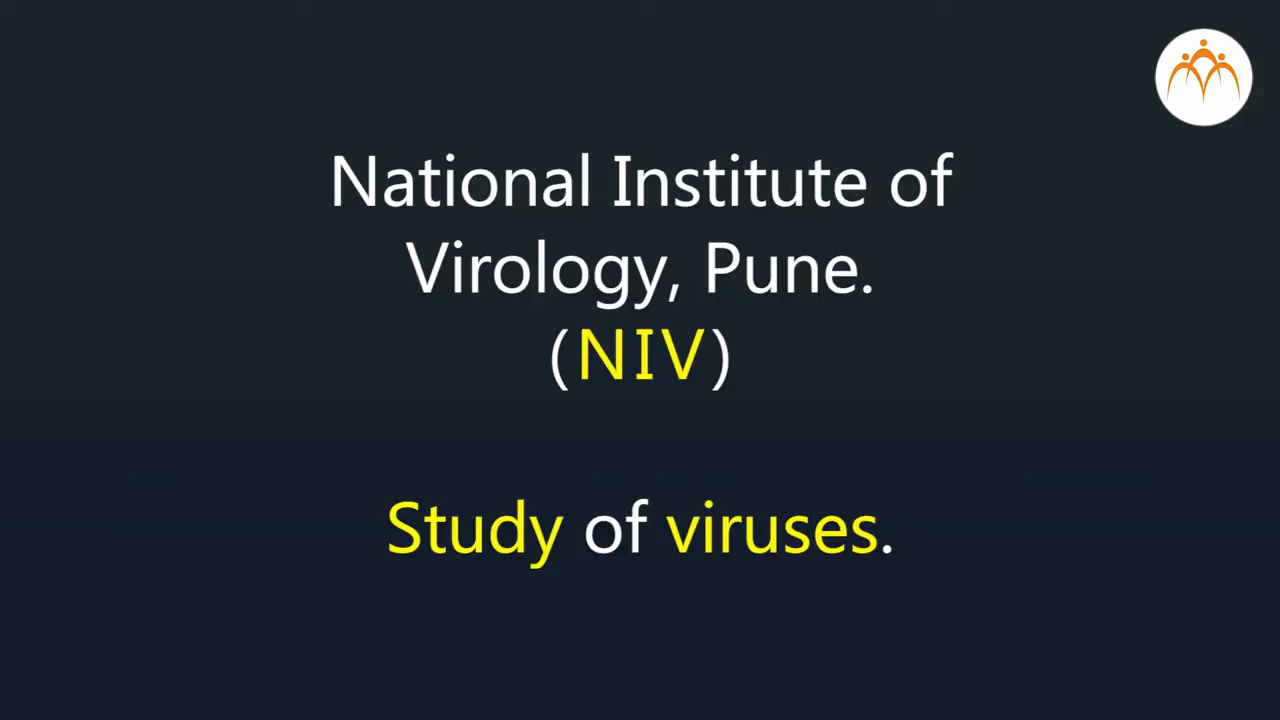 National Institute of
Virology, Pune.
(NIV)
Study of viruses.